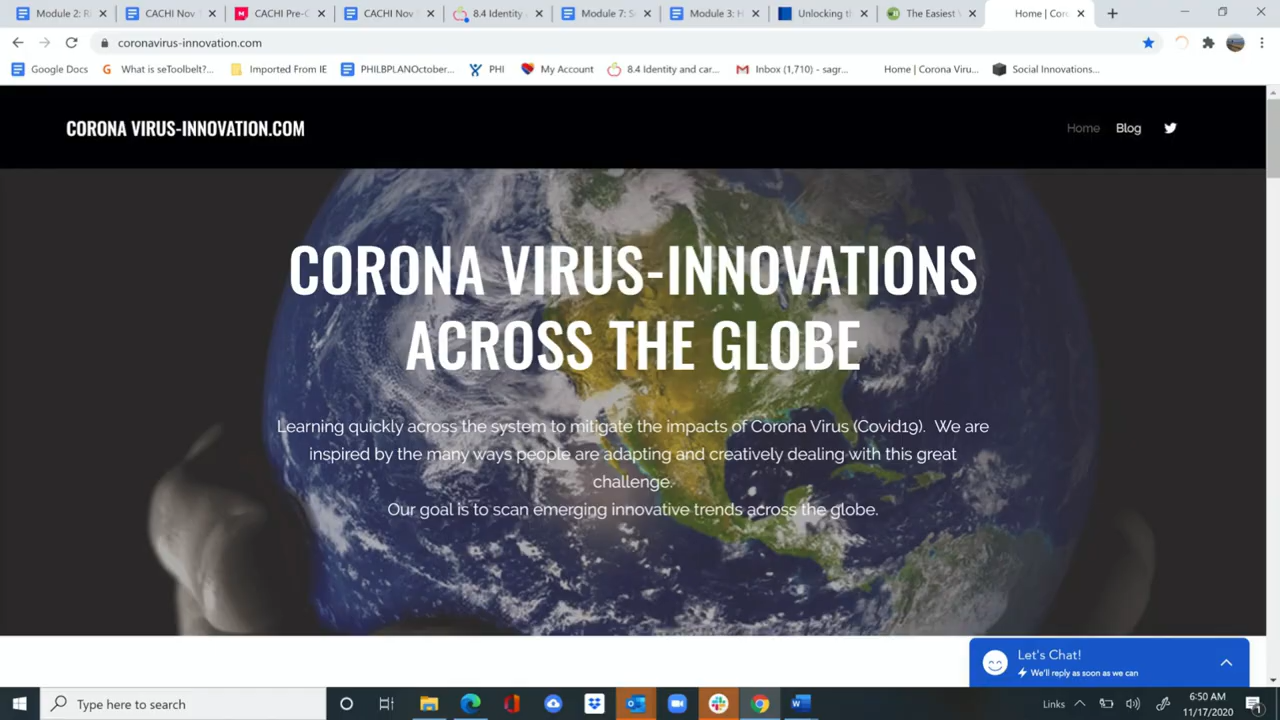 Module 2: R
CACHI Nov
CACHI Pre-C
CACHI Nov
8.4 Identity
Module 7: S
Module 3: H
Unlocking th
The Easiest
Home | Cor
coronavirus-innovation.com
Google Docs
What is seToolbelt?...
Imported From IE
PHILBPLANOctober...
PHI
My Account
8.4 Identity and car...
Inbox (1,710) - sagr...
Home | Corona Viru...
Social Innovations...
CORONA VIRUS-INNOVATION.COM
Home
Blog
CORONA VIRUS-INNOVATIONS
ACROSS THE GLOBE
Learning quickly across the system to mitigate the impacts of Corona Virus (Covid19). We are
inspired by the many ways people are adapting and creatively dealing with this great
challenge.
Our goal is to scan emerging innovative trends across the globe.
Let's Chat!
We'll reply as soon as we can
Type here to search
Links
6:50 AM
11/17/2020